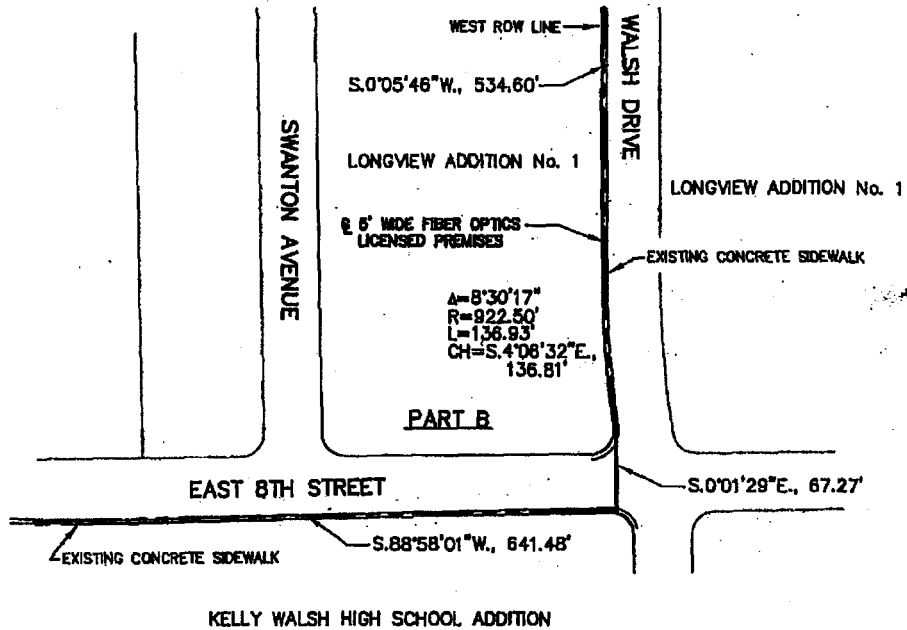 WEST ROW LINE
WALSH DRIVE
S.0°05'46"W., 534.60'
SWANTON AVENUE
LONGVIEW ADDITION No. 1
LONGVIEW ADDITION No. 1
℄ 6' WIDE FIBER OPTICS
LICENSED PREMISES
EXISTING CONCRETE SIDEWALK
Δ=8°30'17"
R=922.50'
L=136.93'
CH=S.4°08'32"E.,
136.81'
PART B
EAST 8TH STREET
S.0°01'29"E., 67.27'
S.88°58'01"W., 641.48'
EXISTING CONCRETE SIDEWALK
KELLY WALSH HIGH SCHOOL ADDITION